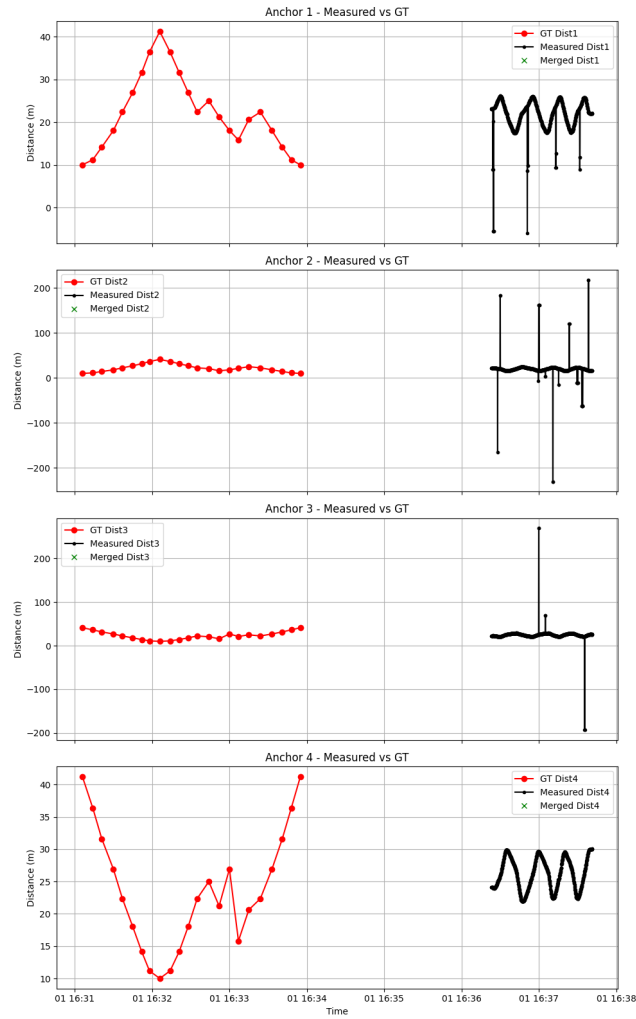 Anchor 1 - Measured vs GT
40
30
20
10
0
Distance (m)
GT Dist1
Measured Dist1
Merged Dist1
Anchor 2 - Measured vs GT
200
100
0
−100
−200
Distance (m)
GT Dist2
Measured Dist2
Merged Dist2
Anchor 3 - Measured vs GT
200
100
0
−100
−200
Distance (m)
GT Dist3
Measured Dist3
Merged Dist3
Anchor 4 - Measured vs GT
40
35
30
25
20
15
10
Distance (m)
GT Dist4
Measured Dist4
Merged Dist4
01 16:31 01 16:32 01 16:33 01 16:34 01 16:35 01 16:36 01 16:37 01 16:38
Time